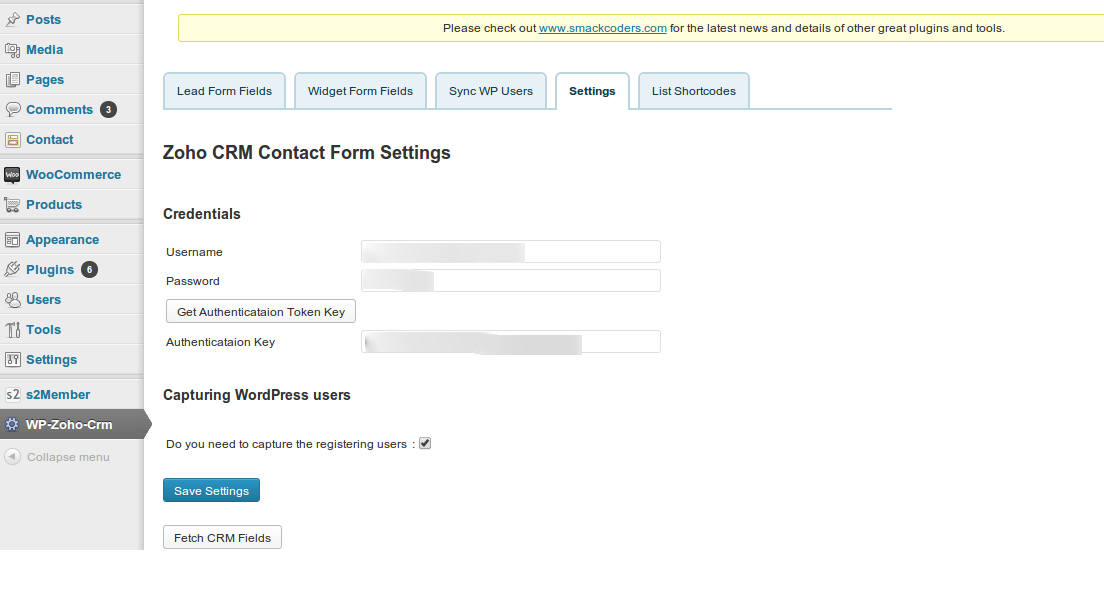 Posts
Media
Pages
Comments 3
Contact
WooCommerce
Products
Appearance
Plugins 6
Users
Tools
Settings
s2Member
WP-Zoho-Crm
Collapse menu
Please check out www.smackcoders.com for the latest news and details of other great plugins and tools.
Lead Form Fields
Widget Form Fields
Sync WP Users
Settings
List Shortcodes
Zoho CRM Contact Form Settings
Credentials
Username
Password
Get Authenticataion Token Key
Authenticataion Key
Capturing WordPress users
Do you need to capture the registering users :
Save Settings
Fetch CRM Fields